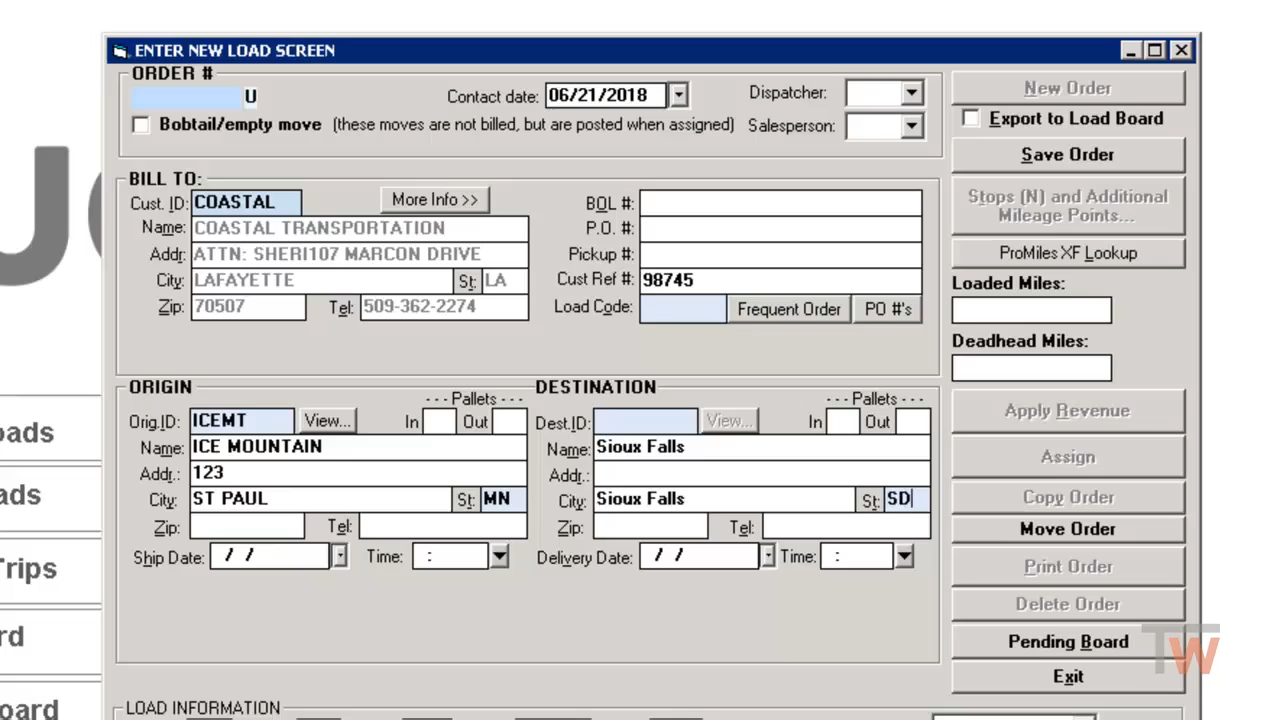 ENTER NEW LOAD SCREEN
ORDER #
U
Contact date: 06/21/2018
Dispatcher:
Bobtail/empty move (these moves are not billed, but are posted when assigned)
Salesperson:
BILL TO:
Cust. ID: COASTAL
More Info >>
Name: COASTAL TRANSPORTATION
Addr: ATTN: SHERI107 MARCON DRIVE
City: LAFAYETTE St: LA
Zip: 70507 Tel: 509-362-2274
BOL #:
P.O. #:
Pickup #:
Cust Ref #: 98745
Load Code: Frequent Order PO #'s
ORIGIN
- - - Pallets - - -
Orig.ID: ICEMT View... In Out
Name: ICE MOUNTAIN
Addr.: 123
City: ST PAUL St: MN
Zip: Tel:
Ship Date: / / Time: :
DESTINATION
- - - Pallets - - -
Dest.ID: View... In Out
Name: Sioux Falls
Addr.:
City: Sioux Falls St: SD
Zip: Tel:
Delivery Date: / / Time: :
LOAD INFORMATION
New Order
Export to Load Board
Save Order
Stops (N) and Additional
Mileage Points...
ProMiles XF Lookup
Loaded Miles:
Deadhead Miles:
Apply Revenue
Assign
Copy Order
Move Order
Print Order
Delete Order
Pending Board
Exit
TW
oads
ads
Trips
rd
oard